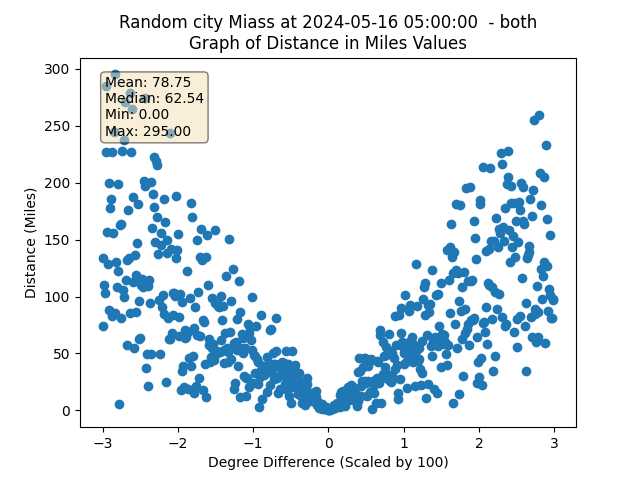 Random city Miass at 2024-05-16 05:00:00 - both
Graph of Distance in Miles Values
Mean: 78.75
Median: 62.54
Min: 0.00
Max: 295.00
300
250
200
150
100
50
0
Distance (Miles)
−3
−2
−1
0
1
2
3
Degree Difference (Scaled by 100)